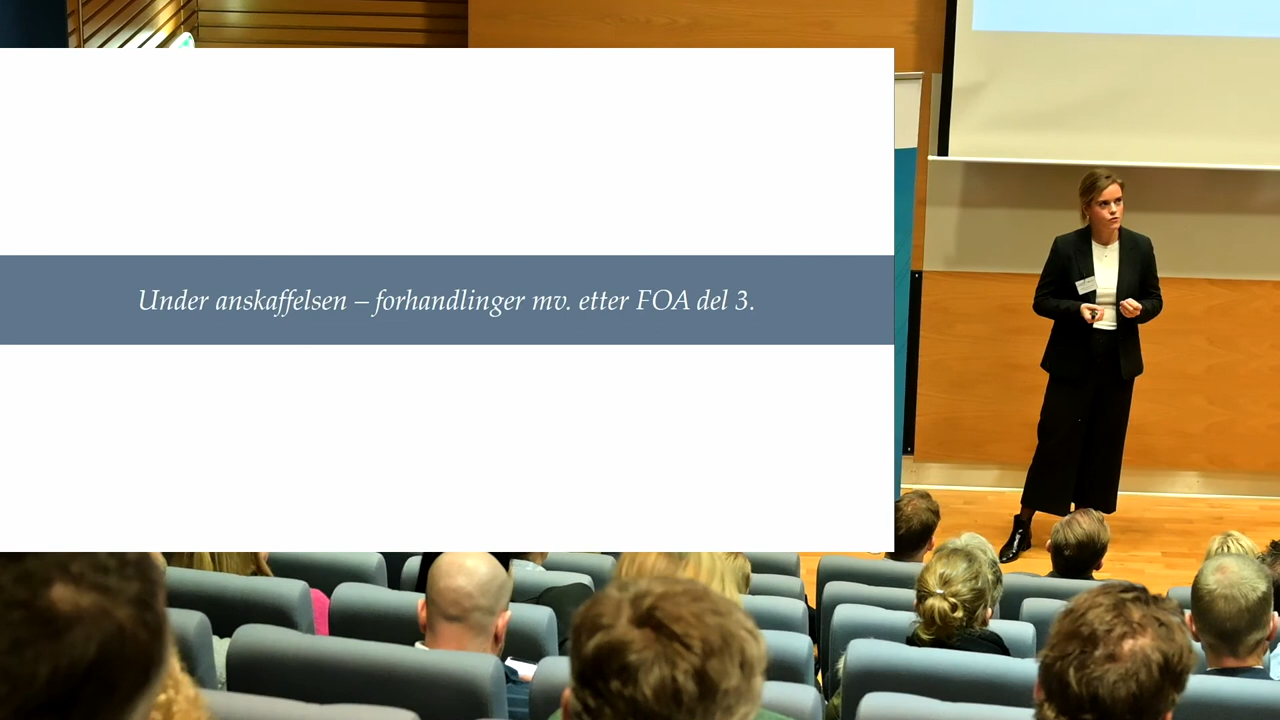 Under anskaffelsen – forhandlinger mv. etter FOA del 3.